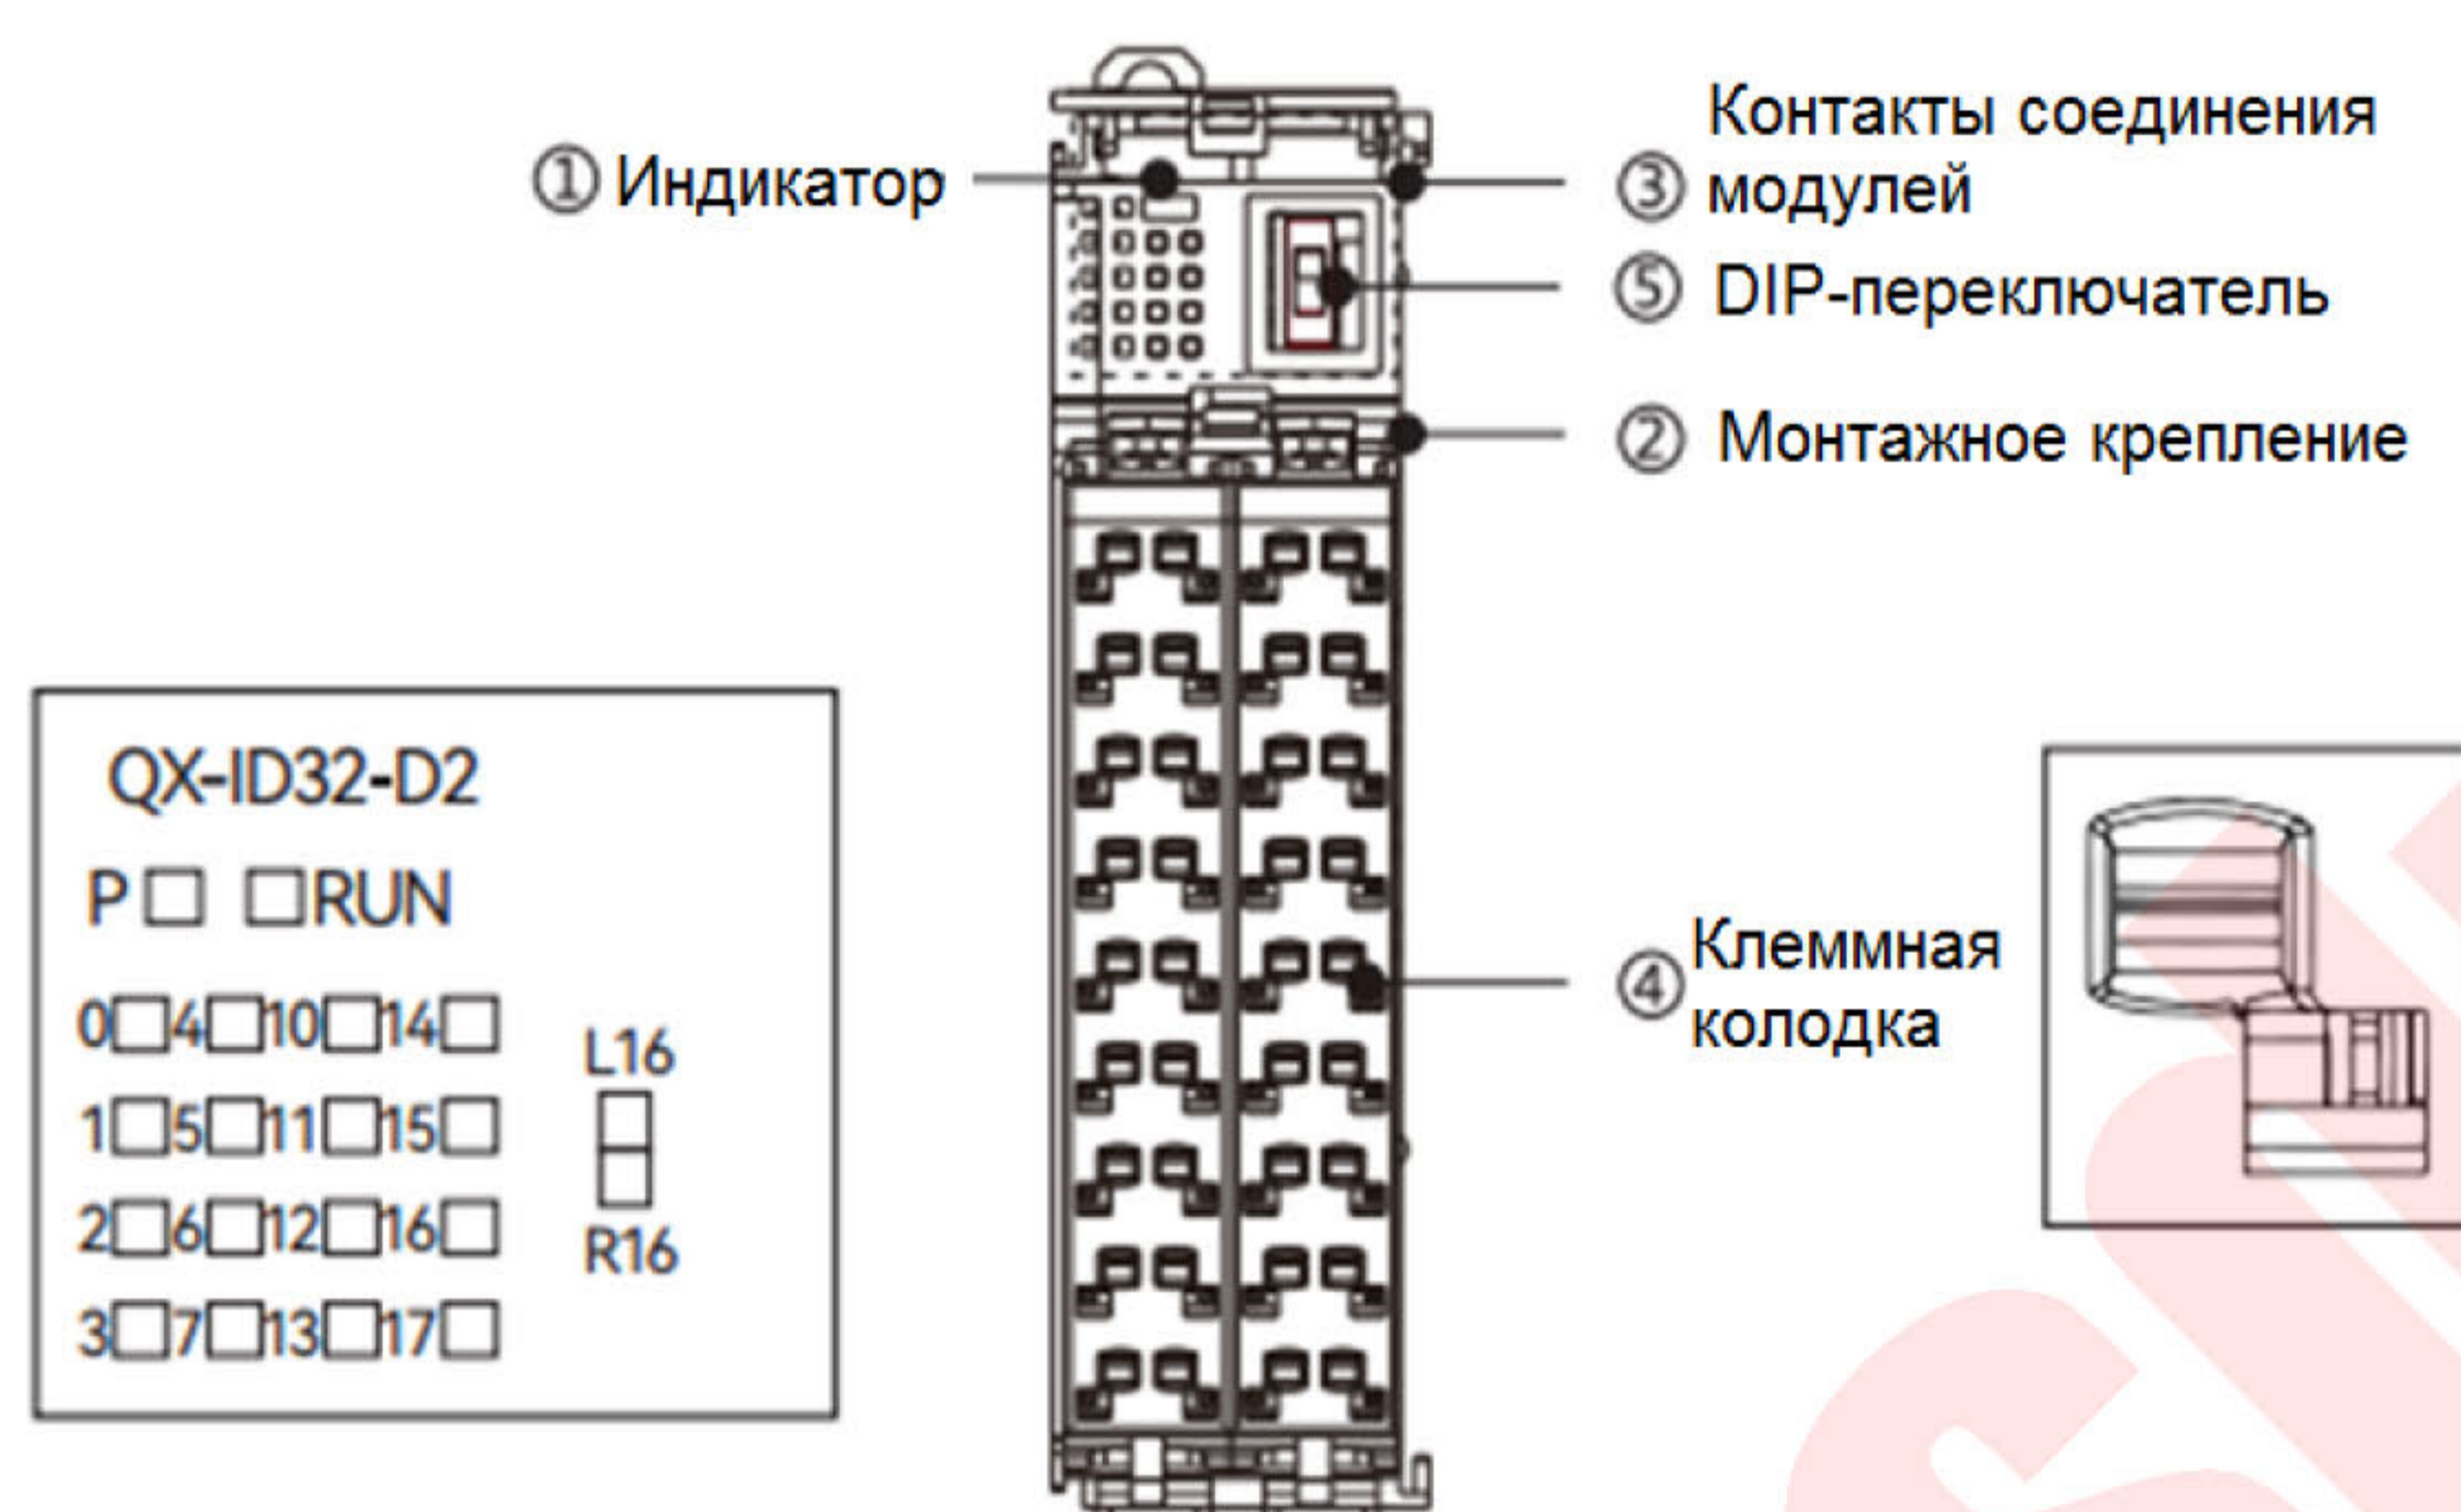 ① Индикатор
Контакты соединения
③ модулей
⑤ DIP-переключатель
② Монтажное крепление
④ Клеммная
колодка
QX-ID32-D2
P □ □ RUN
0 □ 4 □ 10 □ 14 □
1 □ 5 □ 11 □ 15 □
2 □ 6 □ 12 □ 16 □
3 □ 7 □ 13 □ 17 □
L16
R16